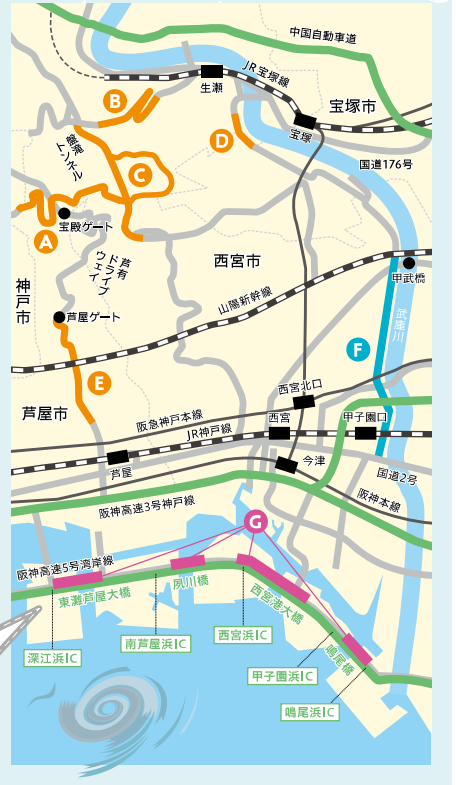 中国自動車道
JR宝塚線
生瀬
宝塚市
宝塚
B
D
盤滝
トンネル
国道176号
C
宝殿ゲート
A
芦有
ドライブ
ウェイ
西宮市
甲武橋
神戸市
山陽新幹線
武庫川
芦屋ゲート
F
E
西宮北口
芦屋市
阪急神戸本線
西宮
甲子園口
JR神戸線
今津
芦屋
国道2号
阪神本線
阪神高速3号神戸線
G
阪神高速5号湾岸線
東灘芦屋大橋
夙川橋
西宮港大橋
鳴尾橋
西宮浜IC
南芦屋浜IC
深江浜IC
甲子園浜IC
鳴尾浜IC